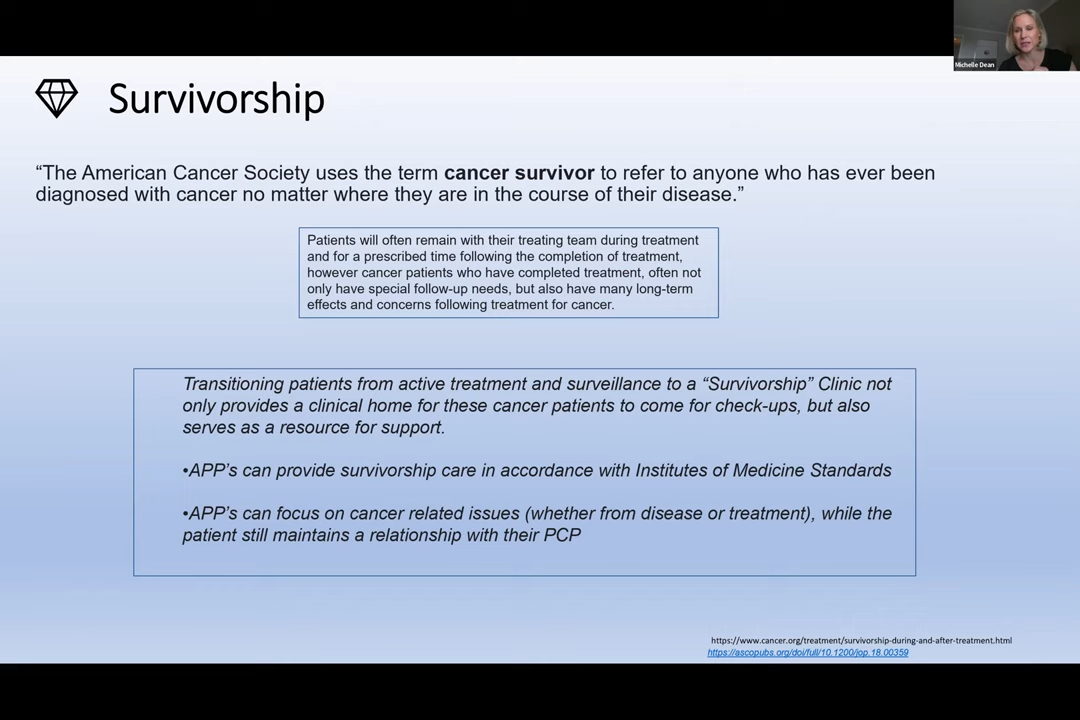 Michelle Dean
Survivorship
“The American Cancer Society uses the term cancer survivor to refer to anyone who has ever been
diagnosed with cancer no matter where they are in the course of their disease.”
Patients will often remain with their treating team during treatment
and for a prescribed time following the completion of treatment,
however cancer patients who have completed treatment, often not
only have special follow-up needs, but also have many long-term
effects and concerns following treatment for cancer.
Transitioning patients from active treatment and surveillance to a “Survivorship” Clinic not
only provides a clinical home for these cancer patients to come for check-ups, but also
serves as a resource for support.
•APP’s can provide survivorship care in accordance with Institutes of Medicine Standards
•APP’s can focus on cancer related issues (whether from disease or treatment), while the
patient still maintains a relationship with their PCP
https://www.cancer.org/treatment/survivorship-during-and-after-treatment.html
https://ascopubs.org/doi/full/10.1200/jop.18.00359